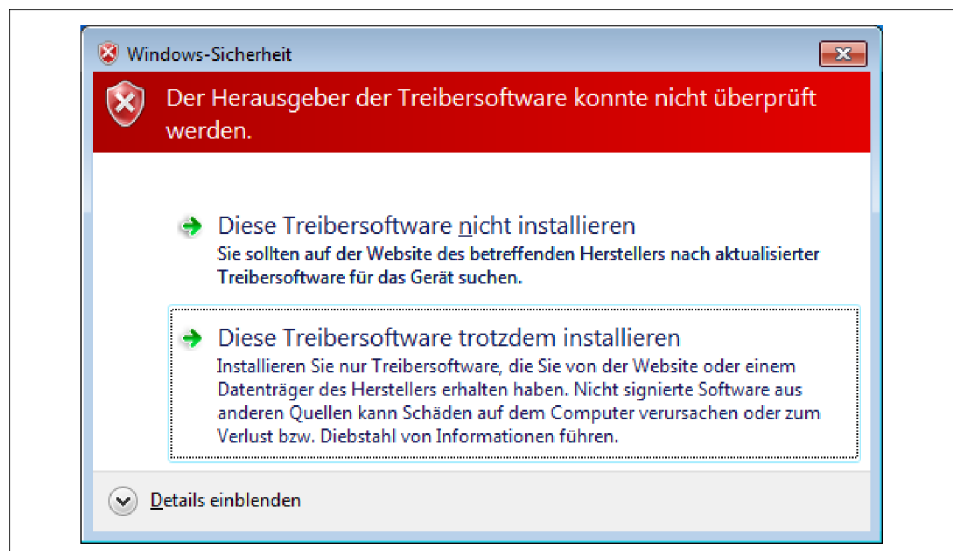 Windows-Sicherheit
Der Herausgeber der Treibersoftware konnte nicht überprüft
werden.
Diese Treibersoftware nicht installieren
Sie sollten auf der Website des betreffenden Herstellers nach aktualisierter
Treibersoftware für das Gerät suchen.
Diese Treibersoftware trotzdem installieren
Installieren Sie nur Treibersoftware, die Sie von der Website oder einem
Datenträger des Herstellers erhalten haben. Nicht signierte Software aus
anderen Quellen kann Schäden auf dem Computer verursachen oder zum
Verlust bzw. Diebstahl von Informationen führen.
Details einblenden